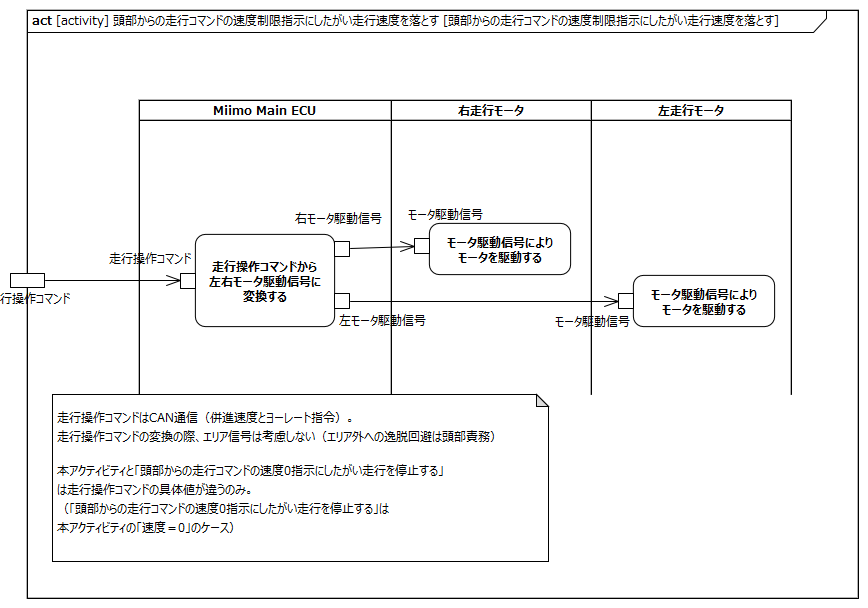 act [activity] 頭部からの走行コマンドの速度制限指示にしたがい走行速度を落とす [頭部からの走行コマンドの速度制限指示にしたがい走行速度を落とす]
Miimo Main ECU
右走行モータ
左走行モータ
右モータ駆動信号
モータ駆動信号
モータ駆動信号により
モータを駆動する
走行操作コマンド
走行操作コマンドから
左右モータ駆動信号に
変換する
行操作コマンド
左モータ駆動信号
モータ駆動信号
モータ駆動信号により
モータを駆動する
走行操作コマンドはCAN通信（併進速度とヨーレート指令）。
走行操作コマンドの変換の際、エリア信号は考慮しない（エリア外への逸脱回避は頭部責務）
本アクティビティと「頭部からの走行コマンドの速度0指示にしたがい走行を停止する」
は走行操作コマンドの具体値が違うのみ。
（「頭部からの走行コマンドの速度0指示にしたがい走行を停止する」は
本アクティビティの「速度＝0」のケース）